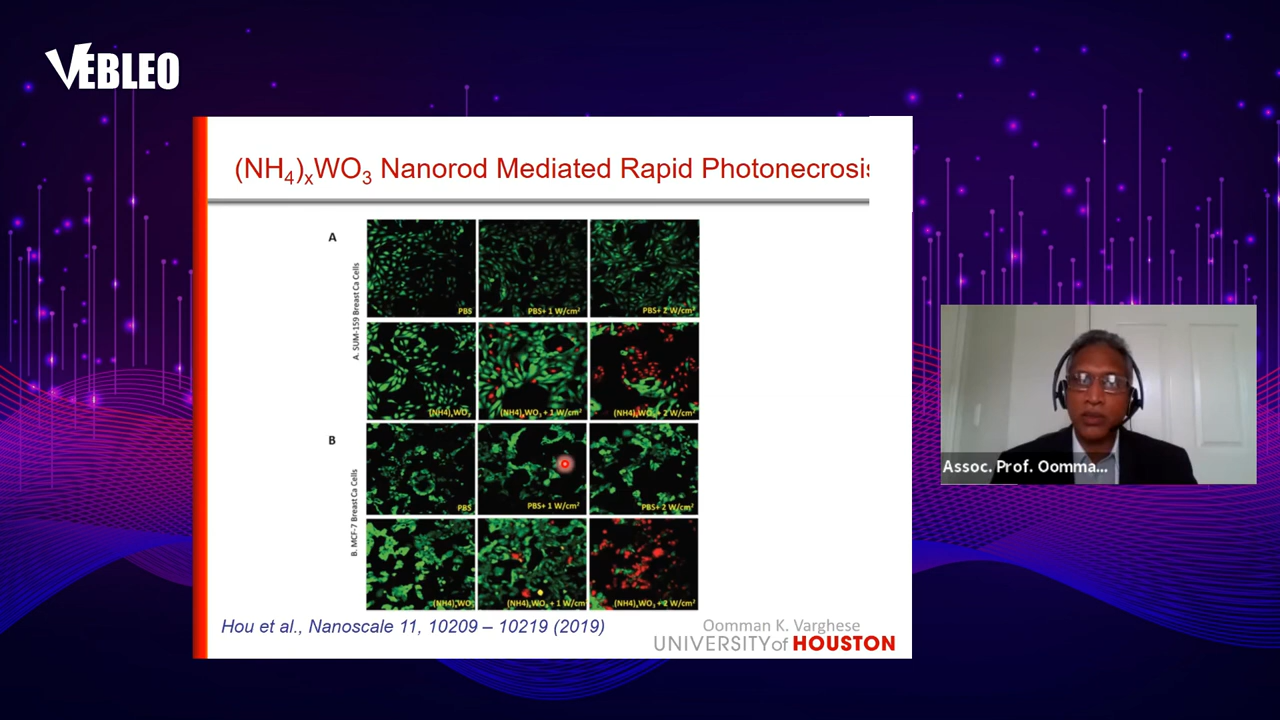 VEBLEO
(NH4)xWO3 Nanorod Mediated Rapid Photonecrosis
A
A. SUM-159 Breast Ca Cells
PBS
PBS+ 1 W/cm²
PBS+ 2 W/cm²
(NH4)xWO3
(NH4)xWO3 + 1 W/cm²
(NH4)xWO3 + 2 W/cm²
B
B. MCF-7 Breast Ca Cells
PBS
PBS+ 1 W/cm²
PBS+ 2 W/cm²
(NH4)xWO3
(NH4)xWO3 + 1 W/cm
(NH4)xWO3 + 2 W/cm²
Hou et al., Nanoscale 11, 10209 – 10219 (2019)
Oomman K. Varghese
UNIVERSITY of HOUSTON
Assoc. Prof. Oomma...